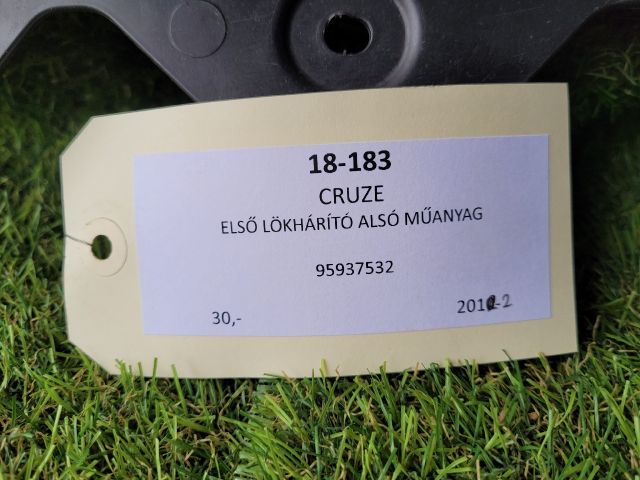 18-183
CRUZE
ELSŐ LÖKHÁRÍTÓ ALSÓ MŰANYAG
95937532
30,-